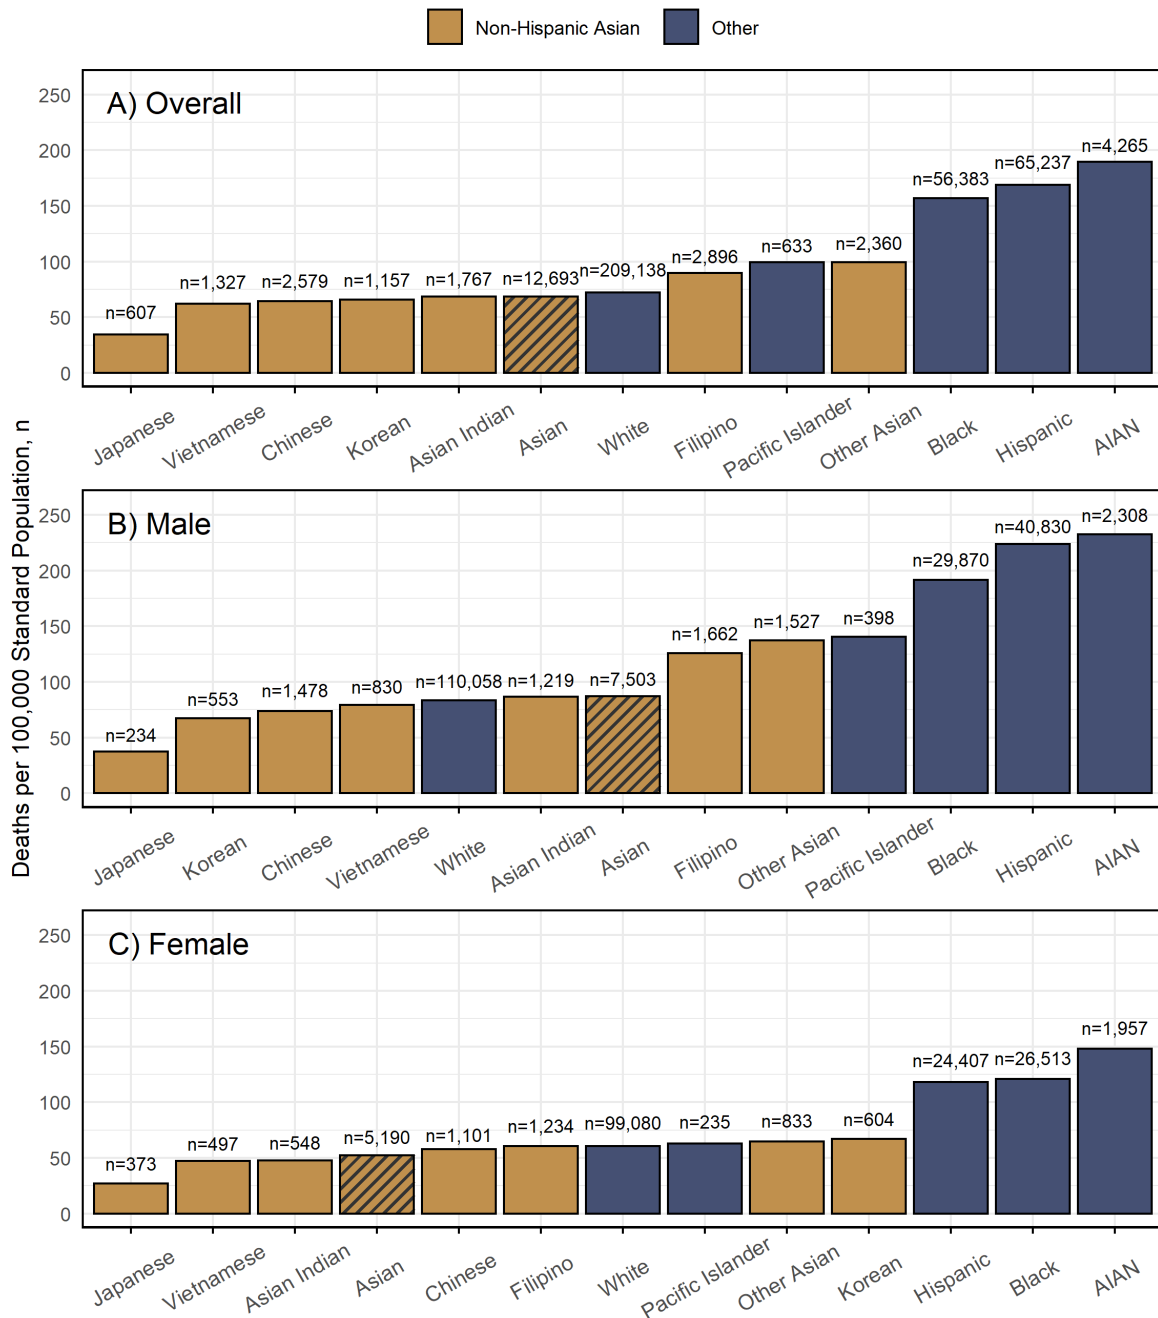 Non-Hispanic Asian
Other
Deaths per 100,000 Standard Population, n
A) Overall
250
200
150
100
50
0
n=607
n=1,327
n=2,579
n=1,157
n=1,767
n=12,693
n=209,138
n=2,896
n=633
n=2,360
n=56,383
n=65,237
n=4,265
Japanese
Vietnamese
Chinese
Korean
Asian Indian
Asian
White
Filipino
Pacific Islander
Other Asian
Black
Hispanic
AIAN
B) Male
250
200
150
100
50
0
n=234
n=553
n=1,478
n=830
n=110,058
n=1,219
n=7,503
n=1,662
n=1,527
n=398
n=29,870
n=40,830
n=2,308
Japanese
Korean
Chinese
Vietnamese
White
Asian Indian
Asian
Filipino
Other Asian
Pacific Islander
Black
Hispanic
AIAN
C) Female
250
200
150
100
50
0
n=373
n=497
n=548
n=5,190
n=1,101
n=1,234
n=99,080
n=235
n=833
n=604
n=24,407
n=26,513
n=1,957
Japanese
Vietnamese
Asian Indian
Asian
Chinese
Filipino
White
Pacific Islander
Other Asian
Korean
Hispanic
Black
AIAN